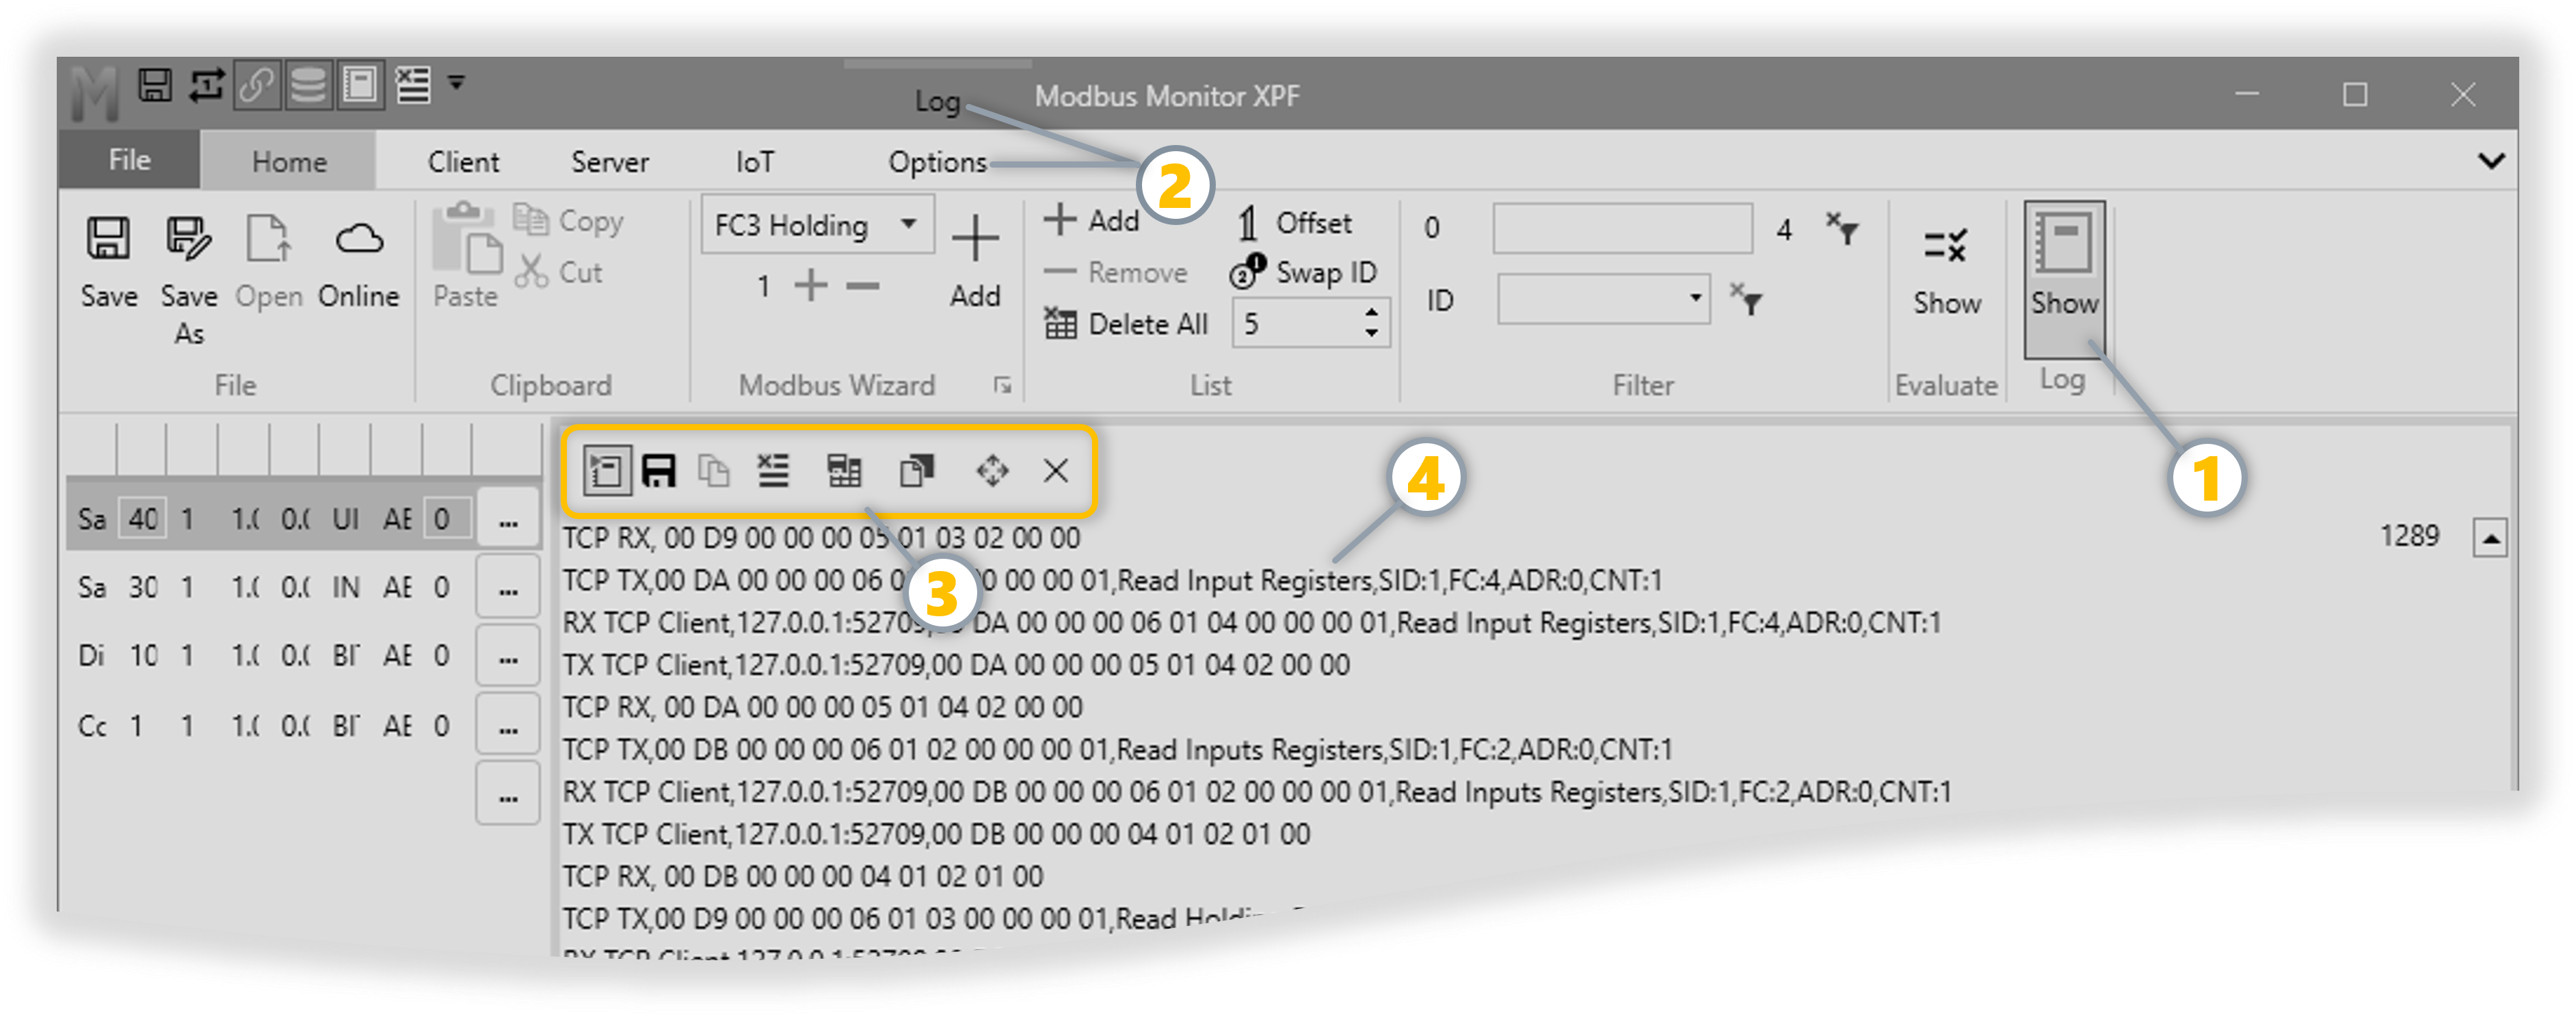 Log
Modbus Monitor XPF
File Home Client Server IoT Options
2
Save
Save As
Open
Online
File
Paste
Copy
Cut
Clipboard
FC3 Holding
1
Add
Modbus Wizard
Add
Remove
Delete All
Offset
Swap ID
5
List
0 4
ID
Filter
Show
Evaluate
Show
Log
1
3
4
Sa 40 1 1.( 0.( UI AE 0 ...
Sa 30 1 1.( 0.( IN AE 0 ...
Di 10 1 1.( 0.( BI AE 0 ...
Cc 1 1 1.( 0.( BI AE 0 ...
...
1289
TCP RX, 00 D9 00 00 00 05 01 03 02 00 00
TCP TX,00 DA 00 00 00 06 00 00 00 01,Read Input Registers,SID:1,FC:4,ADR:0,CNT:1
RX TCP Client,127.0.0.1:52709, DA 00 00 00 06 01 04 00 00 00 01,Read Input Registers,SID:1,FC:4,ADR:0,CNT:1
TX TCP Client,127.0.0.1:52709,00 DA 00 00 00 05 01 04 02 00 00
TCP RX, 00 DA 00 00 00 05 01 04 02 00 00
TCP TX,00 DB 00 00 00 06 01 02 00 00 00 01,Read Inputs Registers,SID:1,FC:2,ADR:0,CNT:1
RX TCP Client,127.0.0.1:52709,00 DB 00 00 00 06 01 02 00 00 00 01,Read Inputs Registers,SID:1,FC:2,ADR:0,CNT:1
TX TCP Client,127.0.0.1:52709,00 DB 00 00 00 04 01 02 01 00
TCP RX, 00 DB 00 00 00 04 01 02 01 00
TCP TX,00 D9 00 00 00 06 01 03 00 00 00 01,Read Holding
RX TCP Client,127.0.0.1:52709